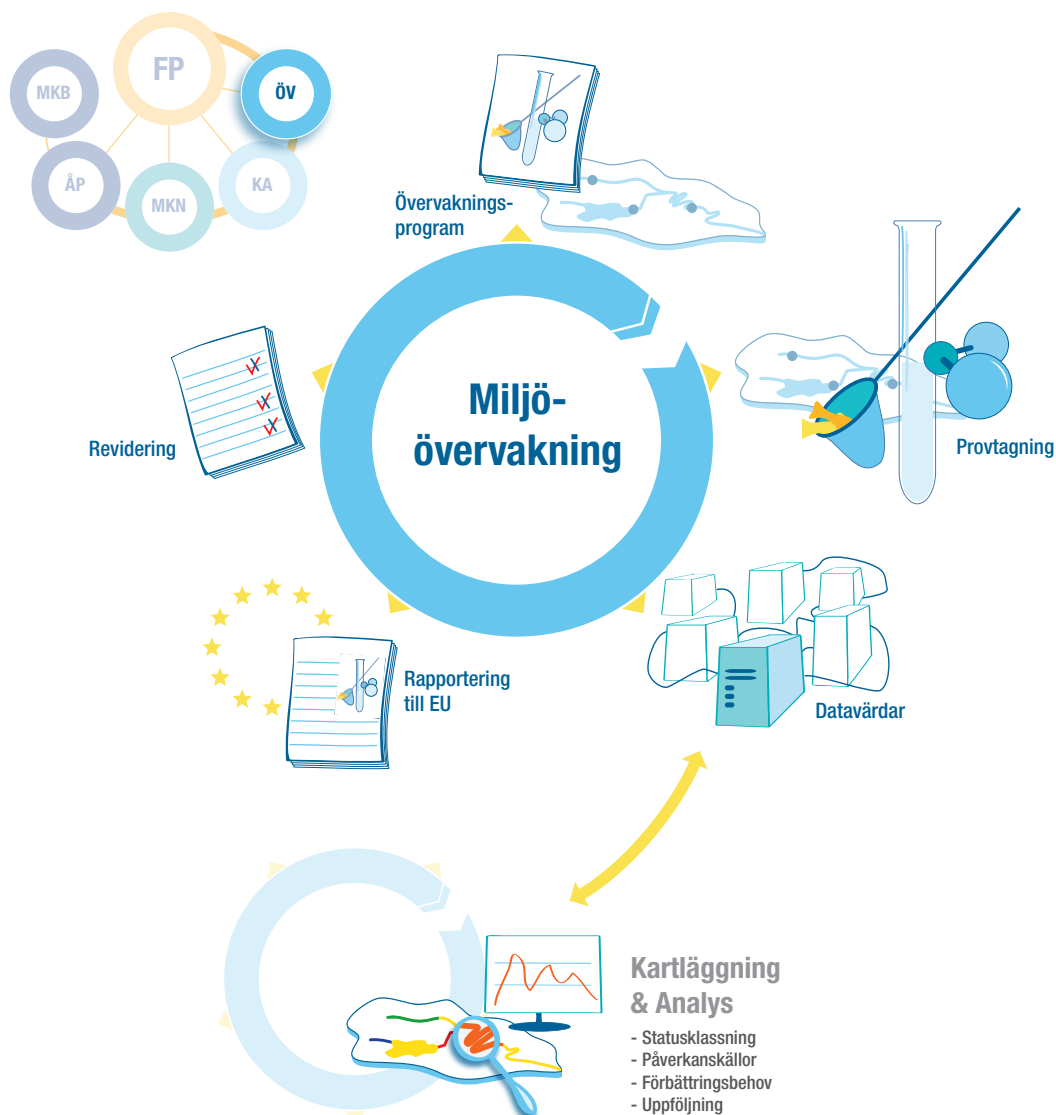 FP
MKB
ÖV
ÅP
MKN
KA
Övervaknings-
program
Miljö-
övervakning
Provtagning
Revidering
Rapportering
till EU
Datavärdar
Kartläggning
& Analys
- Statusklassning
- Påverkanskällor
- Förbättringsbehov
- Uppföljning